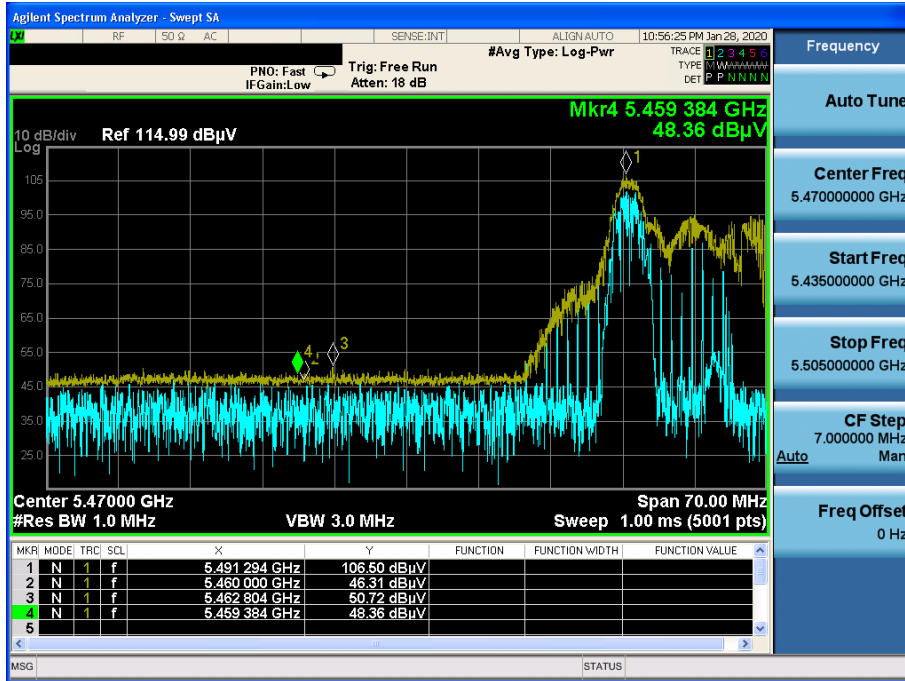 Agilent Spectrum Analyzer - Swept SA
LXI RF 50 Ω AC SENSE:INT ALIGNAUTO 10:56:25 PM Jan 28, 2020
#Avg Type: Log-Pwr
TRACE 1 2 3 4 5 6
TYPE M W
DET P P N N N N
PNO: Fast
IFGain:Low
Trig: Free Run
Atten: 18 dB
Mkr4 5.459 384 GHz
48.36 dBµV
10 dB/div Ref 114.99 dBµV
Log
105
95.0
85.0
75.0
65.0
55.0
45.0
35.0
25.0
1
4
2
3
Center 5.47000 GHz Span 70.00 MHz
#Res BW 1.0 MHz VBW 3.0 MHz Sweep 1.00 ms (5001 pts)
MKR MODE TRC SCL X Y FUNCTION FUNCTION WIDTH FUNCTION VALUE
1 N 1 f 5.491 294 GHz 106.50 dBµV
2 N 1 f 5.460 000 GHz 46.31 dBµV
3 N 1 f 5.462 804 GHz 50.72 dBµV
4 N 1 f 5.459 384 GHz 48.36 dBµV
5
MSG STATUS
Frequency
Auto Tune
Center Freq
5.470000000 GHz
Start Freq
5.435000000 GHz
Stop Freq
5.505000000 GHz
CF Step
7.000000 MHz
Auto Man
Freq Offset
0 Hz